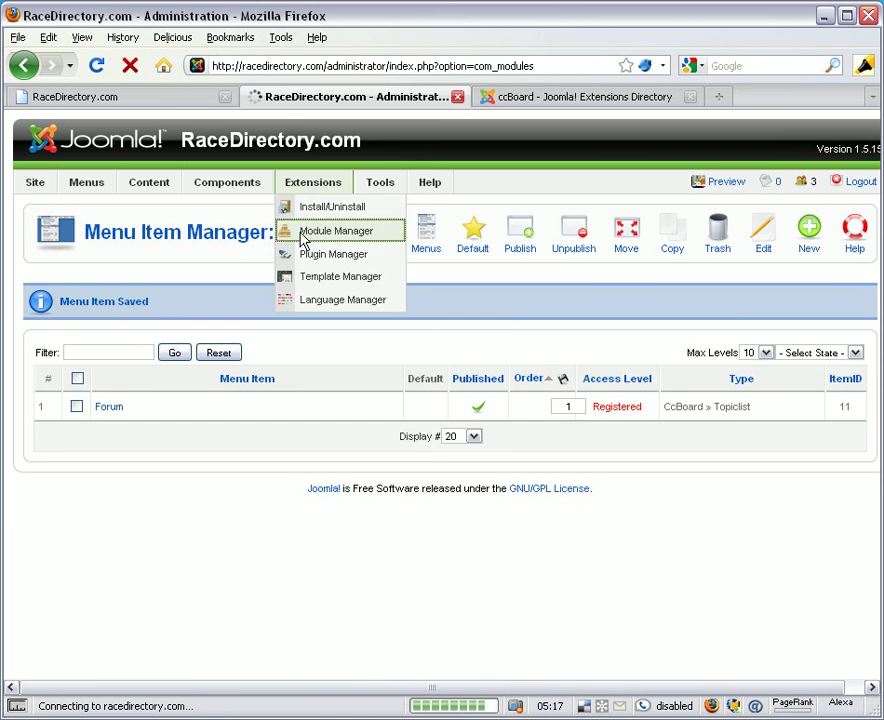 RaceDirectory.com - Administration - Mozilla Firefox
File Edit View History Delicious Bookmarks Tools Help
http://racedirectory.com/administrator/index.php?option=com_modules
Google
RaceDirectory.com
RaceDirectory.com - Administrat...
ccBoard - Joomla! Extensions Directory
Joomla! RaceDirectory.com
Version 1.5.15
Site Menus Content Components Extensions Tools Help
Preview 0 3 Logout
Install/Uninstall
Module Manager
Plugin Manager
Template Manager
Language Manager
Menu Item Manager:
Menus Default Publish Unpublish Move Copy Trash Edit New Help
Menu Item Saved
Filter: Go Reset
Max Levels 10 - Select State -
# Menu Item Default Published Order Access Level Type ItemID
1 Forum 1 Registered CcBoard » Topiclist 11
Display # 20
Joomla! is Free Software released under the GNU/GPL License.
Connecting to racedirectory.com...
05:17
disabled
PageRank
Alexa